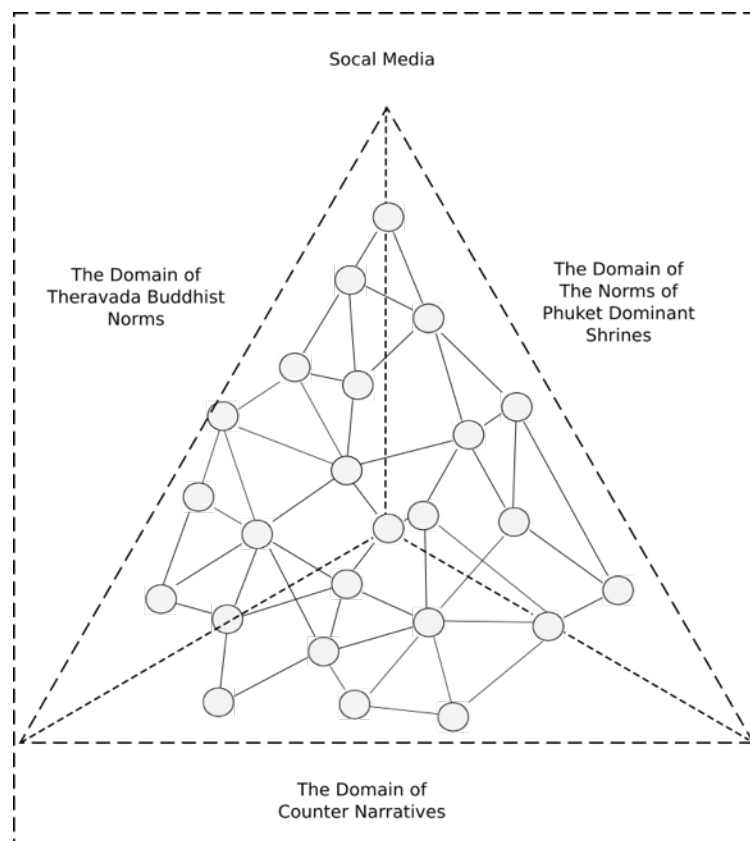 Socal Media
The Domain of
Theravada Buddhist
Norms
The Domain of
The Norms of
Phuket Dominant
Shrines
The Domain of
Counter Narratives